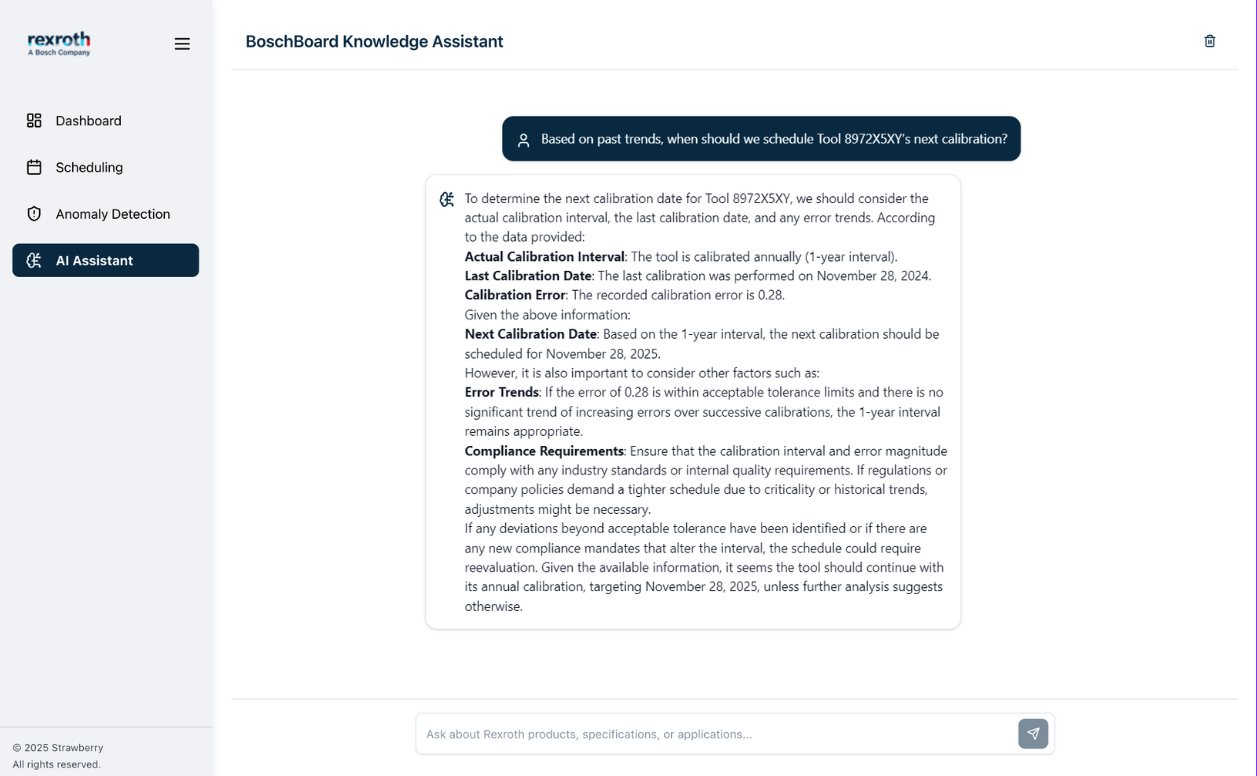 rexroth
A Bosch Company
BoschBoard Knowledge Assistant
Dashboard
Scheduling
Anomaly Detection
AI Assistant
Based on past trends, when should we schedule Tool 8972X5XY's next calibration?
To determine the next calibration date for Tool 8972X5XY, we should consider the
actual calibration interval, the last calibration date, and any error trends. According
to the data provided:
Actual Calibration Interval: The tool is calibrated annually (1-year interval).
Last Calibration Date: The last calibration was performed on November 28, 2024.
Calibration Error: The recorded calibration error is 0.28.
Given the above information:
Next Calibration Date: Based on the 1-year interval, the next calibration should be
scheduled for November 28, 2025.
However, it is also important to consider other factors such as:
Error Trends: If the error of 0.28 is within acceptable tolerance limits and there is no
significant trend of increasing errors over successive calibrations, the 1-year interval
remains appropriate.
Compliance Requirements: Ensure that the calibration interval and error magnitude
comply with any industry standards or internal quality requirements. If regulations or
company policies demand a tighter schedule due to criticality or historical trends,
adjustments might be necessary.
If any deviations beyond acceptable tolerance have been identified or if there are
any new compliance mandates that alter the interval, the schedule could require
reevaluation. Given the available information, it seems the tool should continue with
its annual calibration, targeting November 28, 2025, unless further analysis suggests
otherwise.
Ask about Rexroth products, specifications, or applications...
© 2025 Strawberry
All rights reserved.